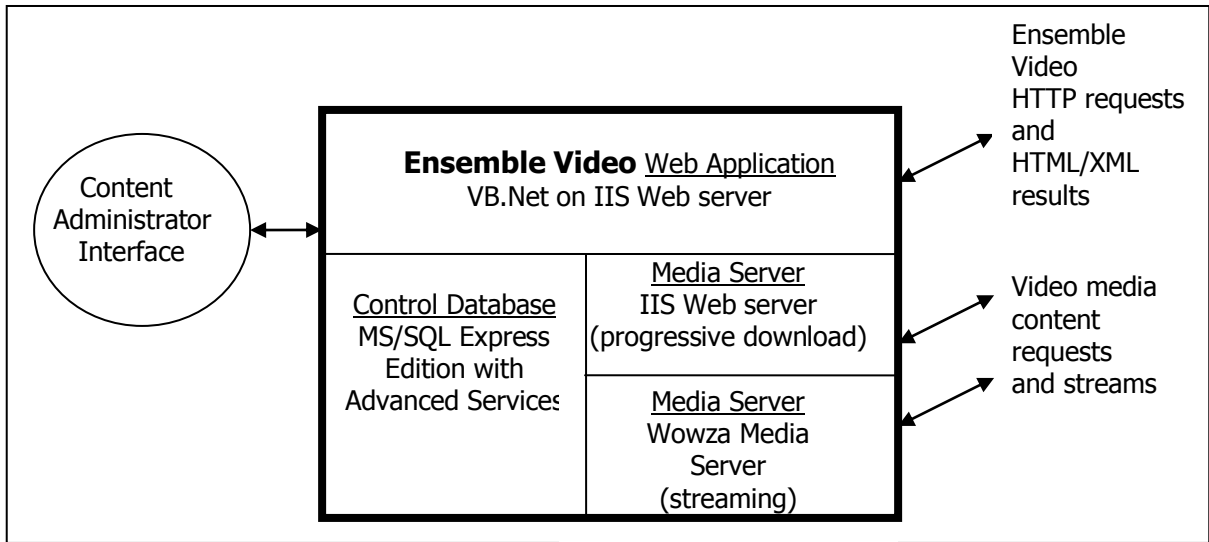 Content
Administrator
Interface
Ensemble Video Web Application
VB.Net on IIS Web server
Control Database
MS/SQL Express
Edition with
Advanced Services
Media Server
IIS Web server
(progressive download)
Media Server
Wowza Media
Server
(streaming)
Ensemble
Video
HTTP requests
and
HTML/XML
results
Video media
content
requests
and streams